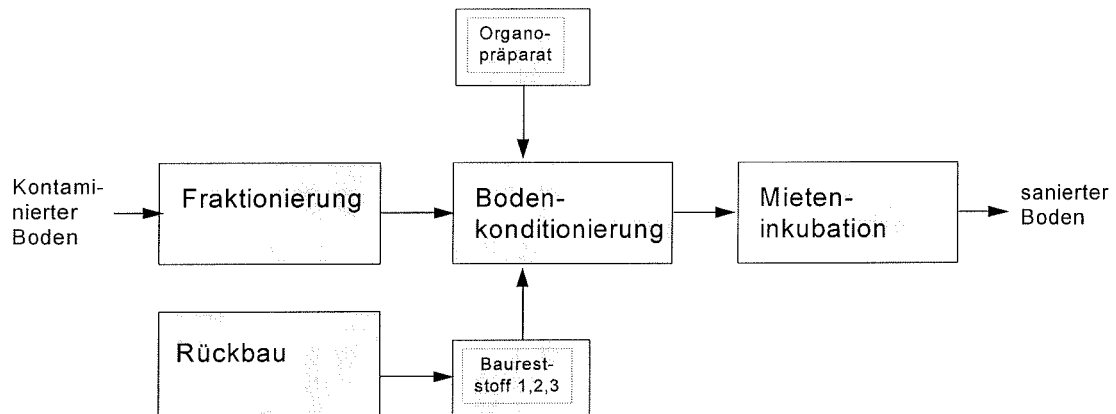 Organo-
präparat
Kontami-
nierter
Boden
Fraktionierung
Boden-
konditionierung
Mieten-
inkubation
sanierter
Boden
Rückbau
Baurest-
stoff 1,2,3